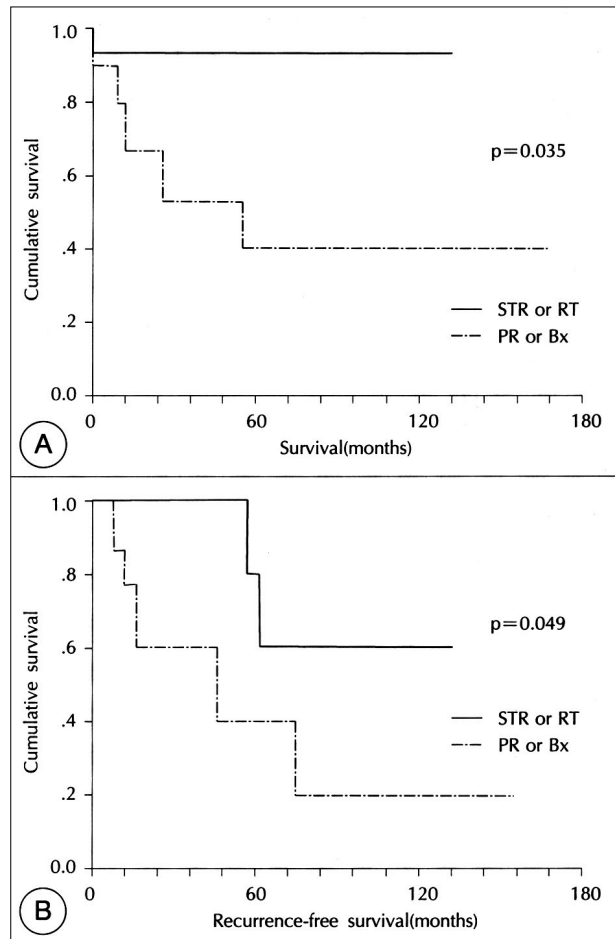 1.0
.8
.6
.4
.2
0.0
Cumulative survival
p=0.035
STR or RT
PR or Bx
0
60
120
180
Survival(months)
A
1.0
.8
.6
.4
.2
0.0
Cumulative survival
p=0.049
STR or RT
PR or Bx
0
60
120
180
Recurrence-free survival(months)
B